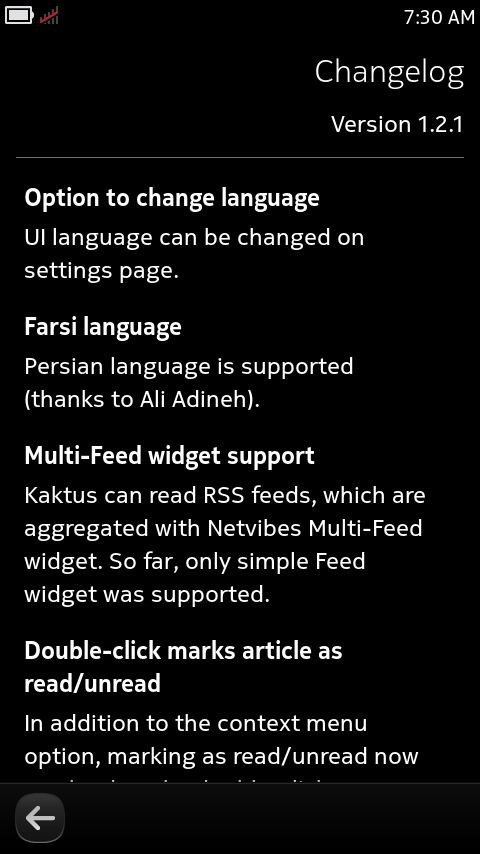 7:30 AM
Changelog
Version 1.2.1
Option to change language
UI language can be changed on
settings page.
Farsi language
Persian language is supported
(thanks to Ali Adineh).
Multi-Feed widget support
Kaktus can read RSS feeds, which are
aggregated with Netvibes Multi-Feed
widget. So far, only simple Feed
widget was supported.
Double-click marks article as
read/unread
In addition to the context menu
option, marking as read/unread now